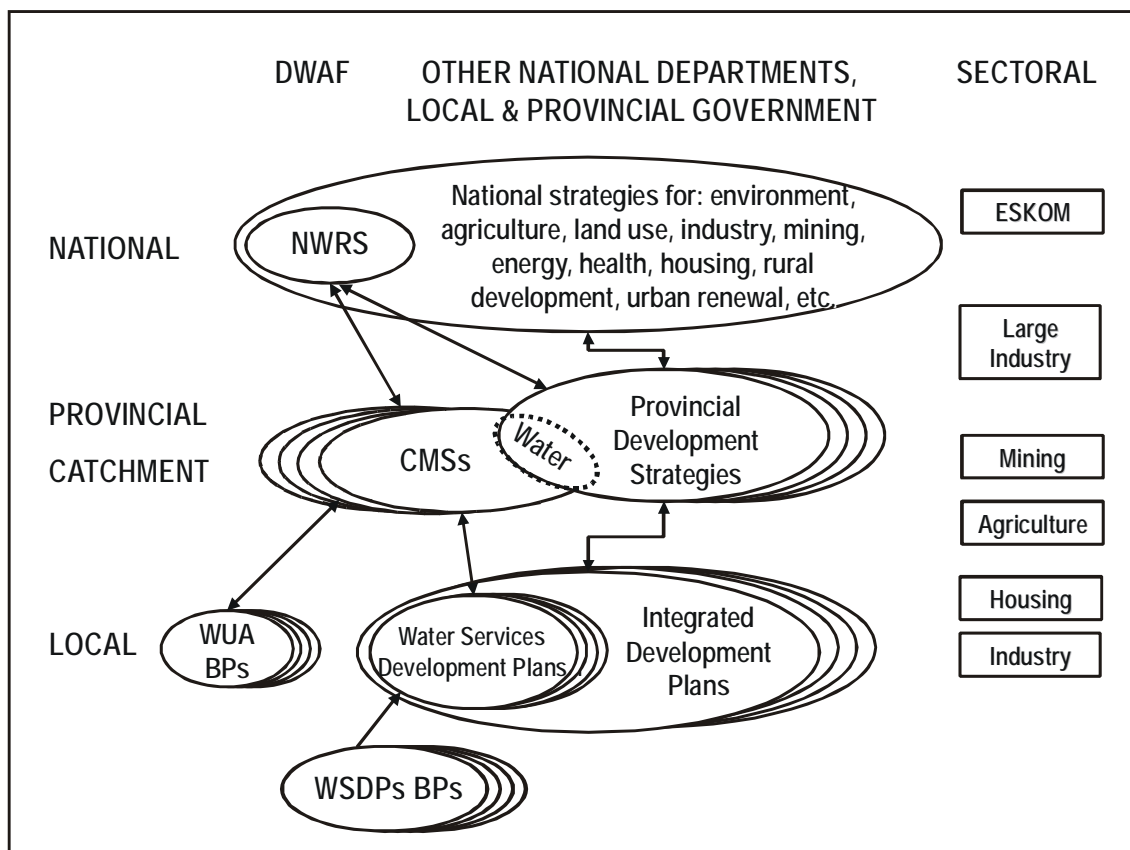 DWAF
OTHER NATIONAL DEPARTMENTS,
LOCAL & PROVINCIAL GOVERNMENT
SECTORAL
NATIONAL
NWRS
National strategies for: environment,
agriculture, land use, industry, mining,
energy, health, housing, rural
development, urban renewal, etc.
ESKOM
Large
Industry
PROVINCIAL
CATCHMENT
CMSs
Water
Provincial
Development
Strategies
Mining
Agriculture
LOCAL
WUA
BPs
Water Services
Development Plans..
Integrated
Development
Plans
Housing
Industry
WSDPs BPs